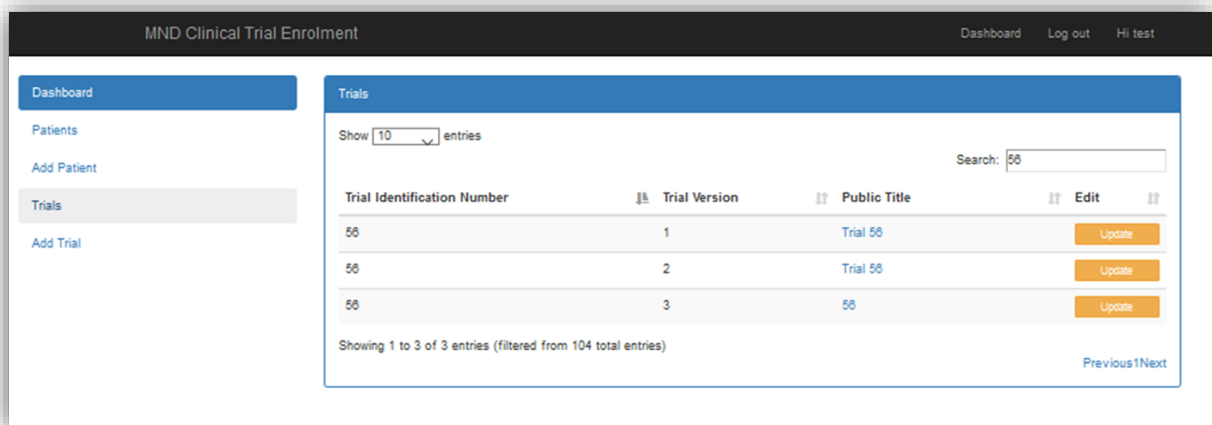 MND Clinical Trial Enrolment Dashboard Log out Hi test
Dashboard
Patients
Add Patient
Trials
Add Trial
Trials
Show 10 entries
Search: 56
Trial Identification Number Trial Version Public Title Edit
56 1 Trial 56 Update
56 2 Trial 56 Update
56 3 56 Update
Showing 1 to 3 of 3 entries (filtered from 104 total entries)
Previous1Next